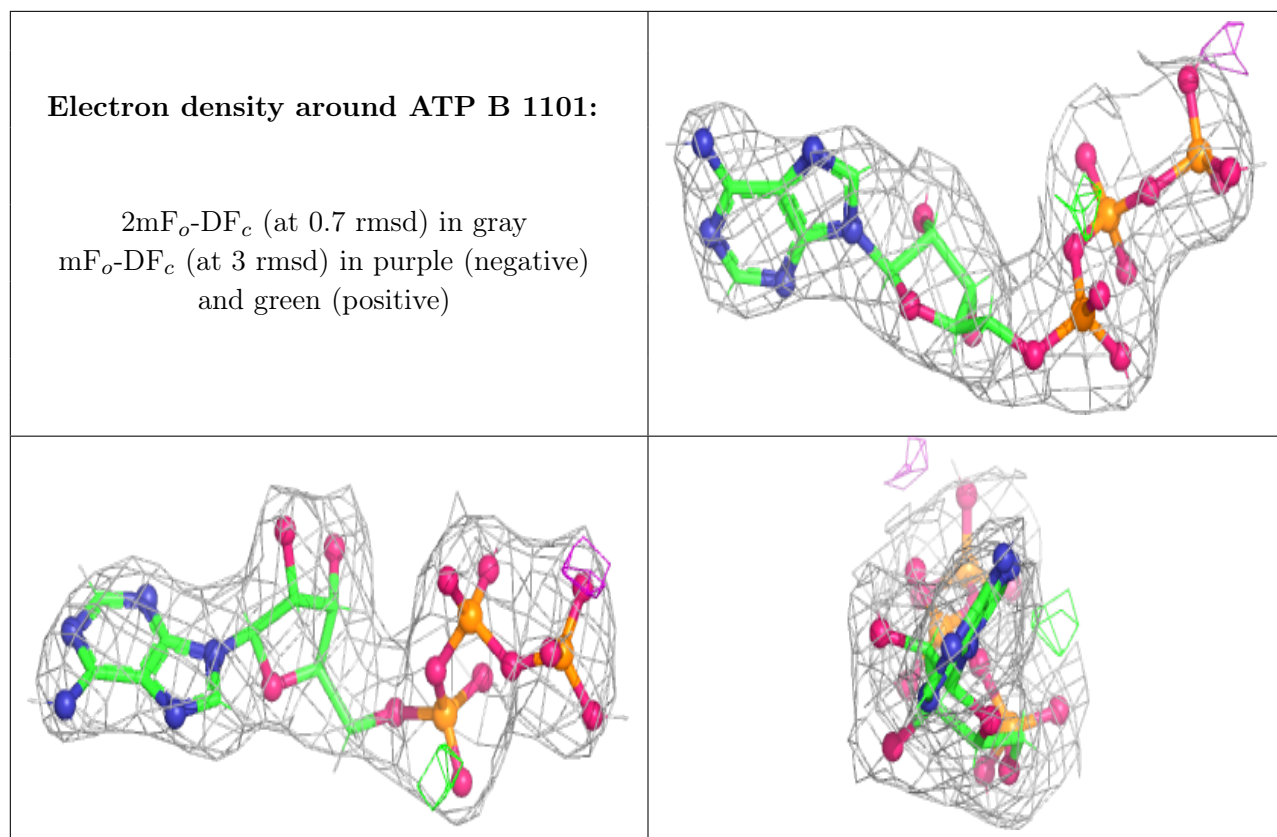 Electron density around ATP B 1101:
2mFo-DFc (at 0.7 rmsd) in gray
mFo-DFc (at 3 rmsd) in purple (negative)
and green (positive)